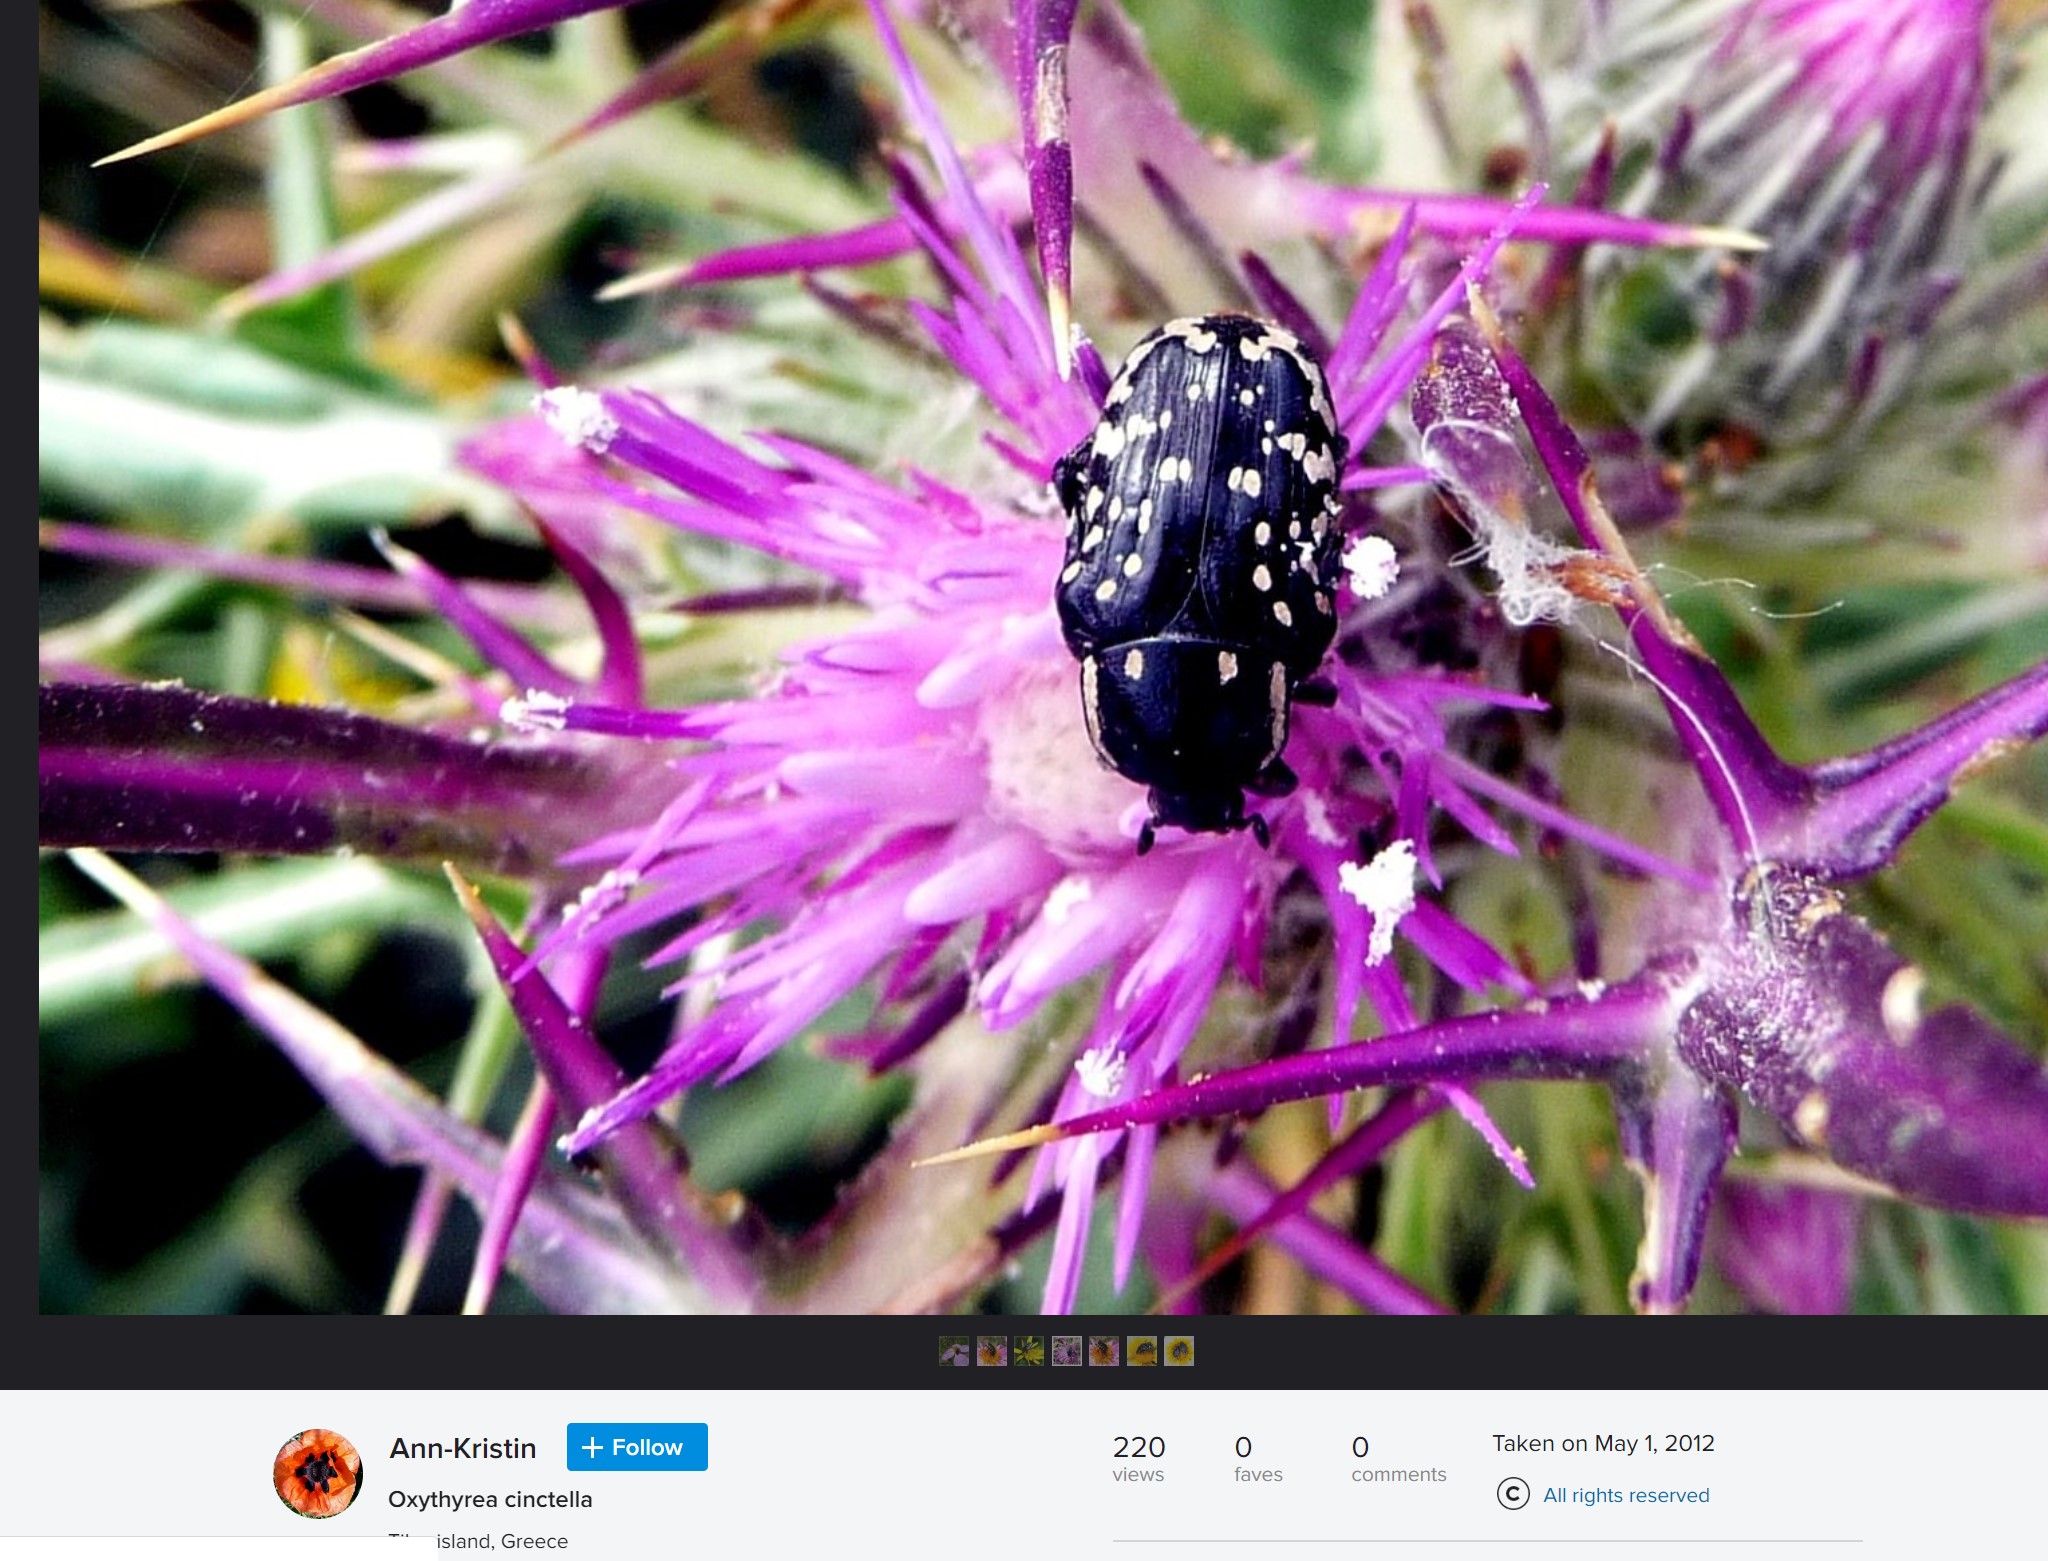 Ann-Kristin
+ Follow
Oxythyrea cinctella
island, Greece
220
views
0
faves
0
comments
Taken on May 1, 2012
© All rights reserved